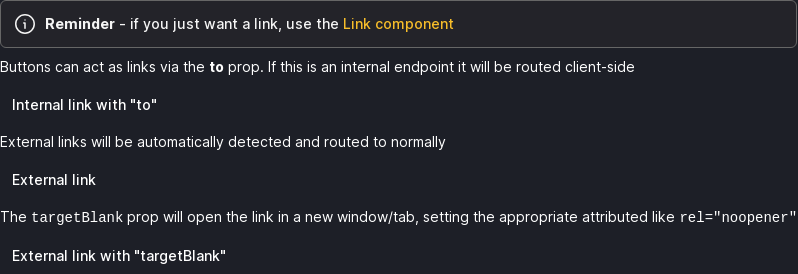 Reminder - if you just want a link, use the Link component
Buttons can act as links via the to prop. If this is an internal endpoint it will be routed client-side
Internal link with "to"
External links will be automatically detected and routed to normally
External link
The targetBlank prop will open the link in a new window/tab, setting the appropriate attributed like rel="noopener"
External link with "targetBlank"